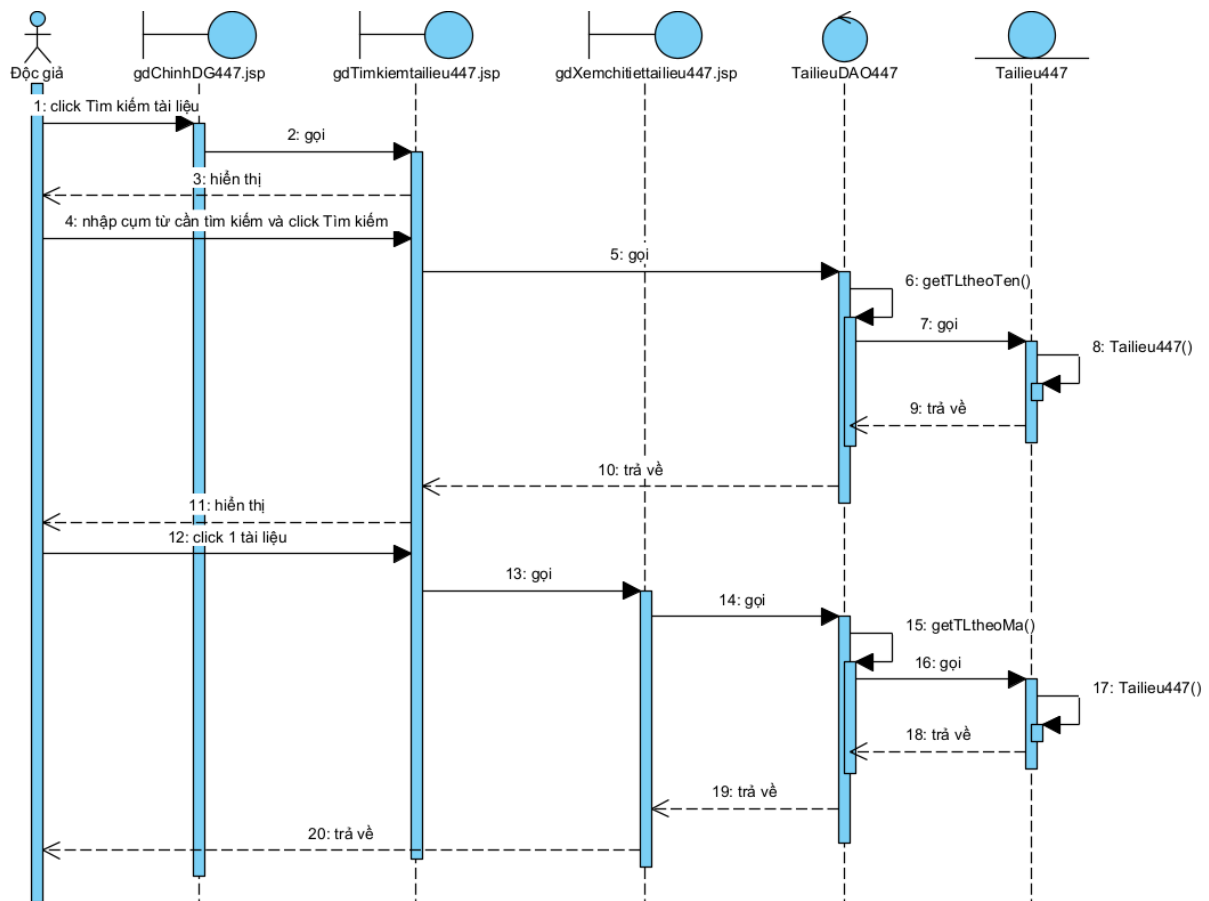 Độc giả
gdChinhDG447.jsp
gdTimkiemtailieu447.jsp
gdXemchitiettailieu447.jsp
TailieuDAO447
Tailieu447
1: click Tìm kiếm tài liệu
2: gọi
3: hiển thị
4: nhập cụm từ cần tìm kiếm và click Tìm kiếm
5: gọi
6: getTLtheoTen()
7: gọi
8: Tailieu447()
9: trả về
10: trả về
11: hiển thị
12: click 1 tài liệu
13: gọi
14: gọi
15: getTLtheoMa()
16: gọi
17: Tailieu447()
18: trả về
19: trả về
20: trả về